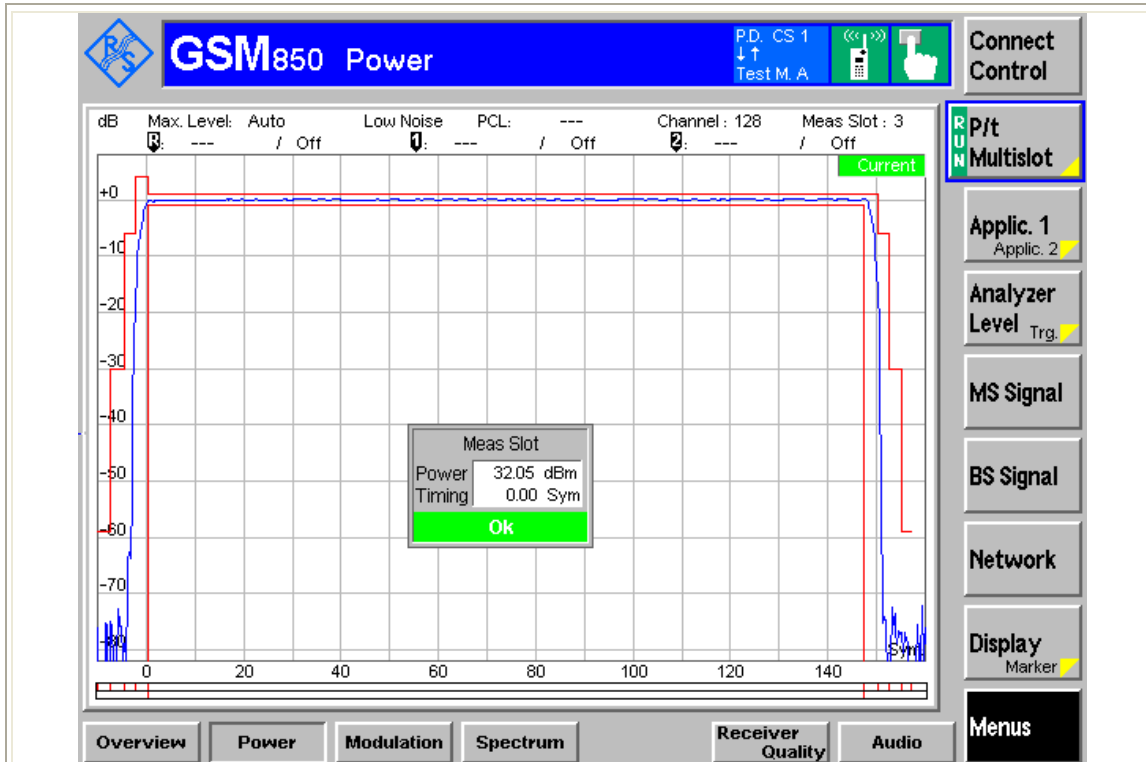 R S
GSM850 Power
P.D. CS 1
↓↑
Test M. A
Connect
Control
dB Max. Level: Auto Low Noise PCL: --- Channel : 128 Meas Slot : 3
R: --- / Off 1: --- / Off 2: --- / Off
Current
RUN
P/t
Multislot
Applic. 1
Applic. 2
Analyzer
Level Trg.
MS Signal
BS Signal
Network
Display
Marker
Menus
+0
-10
-20
-30
-40
-50
-60
-70
-80
Meas Slot
Power 32.05 dBm
Timing 0.00 Sym
Ok
Sym
0 20 40 60 80 100 120 140
Overview Power Modulation Spectrum Receiver Quality Audio